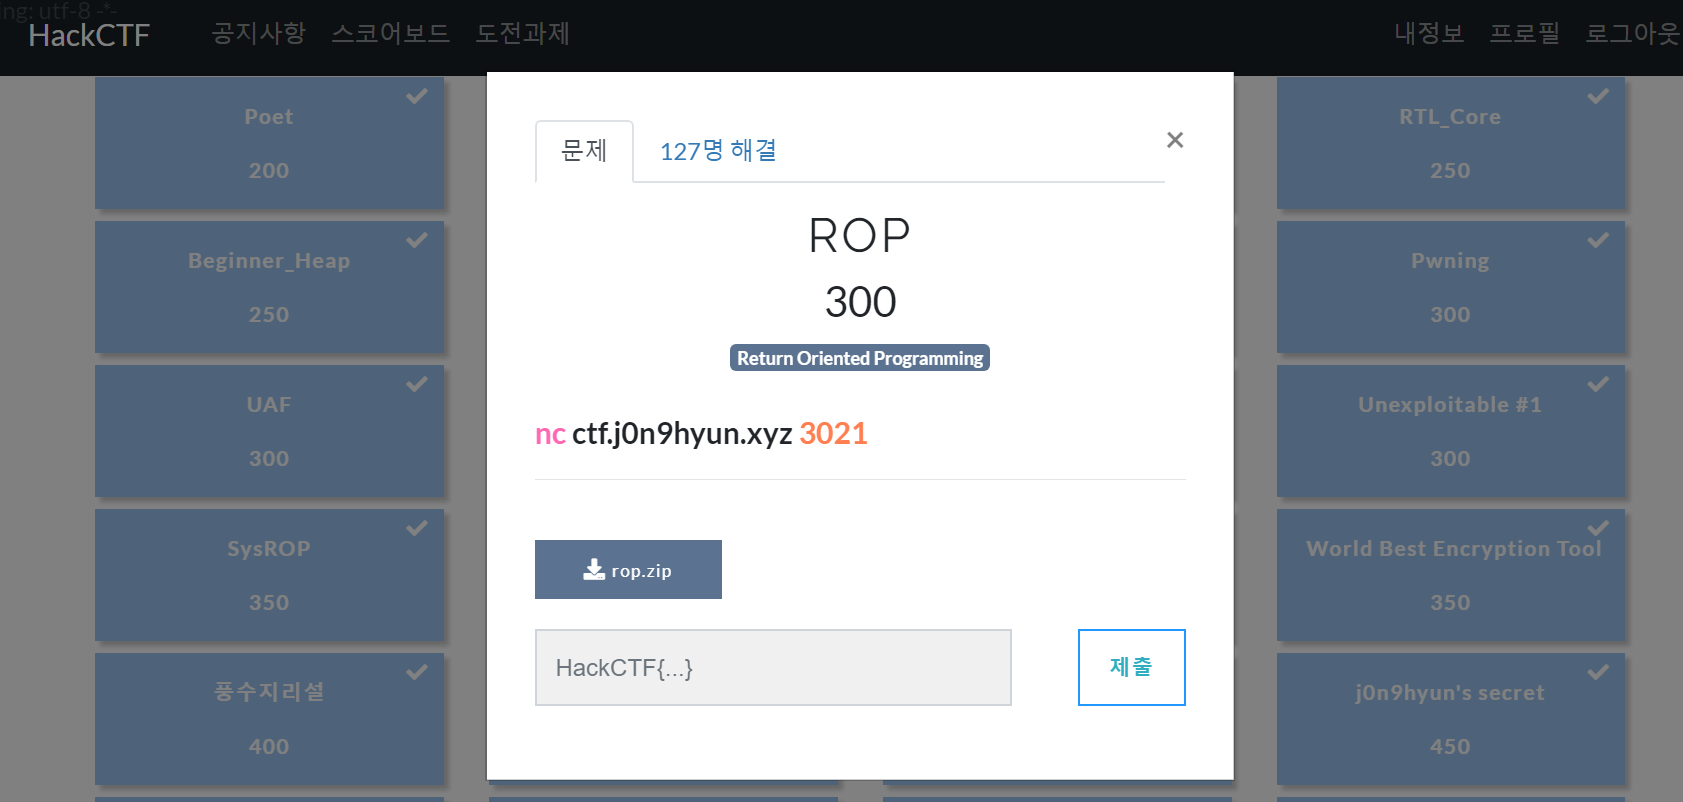 ing: utf-8 -*-
HackCTF 공지사항 스코어보드 도전과제 내정보 프로필 로그아웃
Poet
200
RTL_Core
250
Beginner_Heap
250
Pwning
300
UAF
300
Unexploitable #1
300
SysROP
350
World Best Encryption Tool
350
풍수지리설
400
j0n9hyun's secret
450
문제 127명 해결 ×
ROP
300
Return Oriented Programming
nc ctf.j0n9hyun.xyz 3021
rop.zip
HackCTF{...} 제출